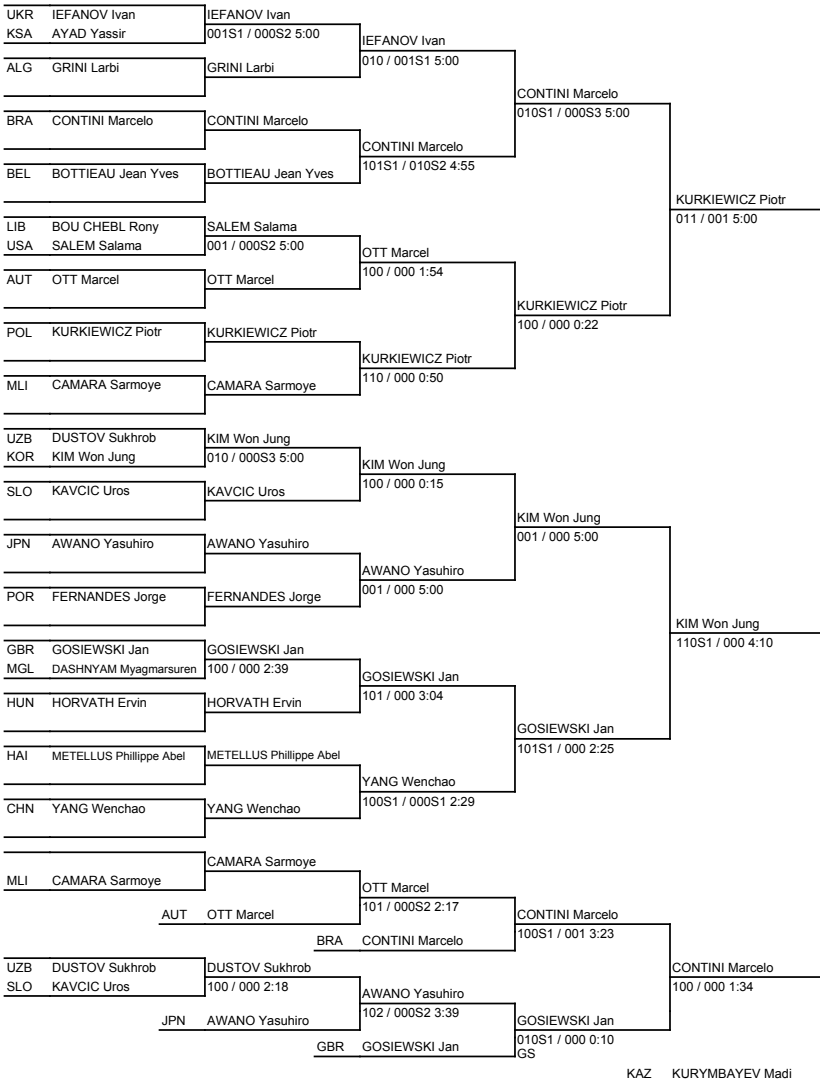 UKR IEFANOV Ivan IEFANOV Ivan
KSA AYAD Yassir 001S1 / 000S2 5:00
IEFANOV Ivan
010 / 001S1 5:00
ALG GRINI Larbi GRINI Larbi
CONTINI Marcelo
010S1 / 000S3 5:00
BRA CONTINI Marcelo CONTINI Marcelo
CONTINI Marcelo
101S1 / 010S2 4:55
BEL BOTTIEAU Jean Yves BOTTIEAU Jean Yves
KURKIEWICZ Piotr
011 / 001 5:00
LIB BOU CHEBL Rony SALEM Salama
USA SALEM Salama 001 / 000S2 5:00
OTT Marcel
100 / 000 1:54
AUT OTT Marcel OTT Marcel
KURKIEWICZ Piotr
100 / 000 0:22
POL KURKIEWICZ Piotr KURKIEWICZ Piotr
KURKIEWICZ Piotr
110 / 000 0:50
MLI CAMARA Sarmoye CAMARA Sarmoye
UZB DUSTOV Sukhrob KIM Won Jung
KOR KIM Won Jung 010 / 000S3 5:00
KIM Won Jung
100 / 000 0:15
SLO KAVCIC Uros KAVCIC Uros
KIM Won Jung
001 / 000 5:00
JPN AWANO Yasuhiro AWANO Yasuhiro
AWANO Yasuhiro
001 / 000 5:00
POR FERNANDES Jorge FERNANDES Jorge
KIM Won Jung
110S1 / 000 4:10
GBR GOSIEWSKI Jan GOSIEWSKI Jan
MGL DASHNYAM Myagmarsuren 100 / 000 2:39
GOSIEWSKI Jan
101 / 000 3:04
HUN HORVATH Ervin HORVATH Ervin
GOSIEWSKI Jan
101S1 / 000 2:25
HAI METELLUS Phillippe Abel METELLUS Phillippe Abel
YANG Wenchao
100S1 / 000S1 2:29
CHN YANG Wenchao YANG Wenchao
CAMARA Sarmoye
MLI CAMARA Sarmoye
OTT Marcel
101 / 000S2 2:17
AUT OTT Marcel
CONTINI Marcelo
100S1 / 001 3:23
BRA CONTINI Marcelo
UZB DUSTOV Sukhrob DUSTOV Sukhrob
SLO KAVCIC Uros 100 / 000 2:18
CONTINI Marcelo
100 / 000 1:34
AWANO Yasuhiro
102 / 000S2 3:39
JPN AWANO Yasuhiro
GOSIEWSKI Jan
010S1 / 000 0:10
GBR GOSIEWSKI Jan
GS
KAZ KURYMBAYEV Madi